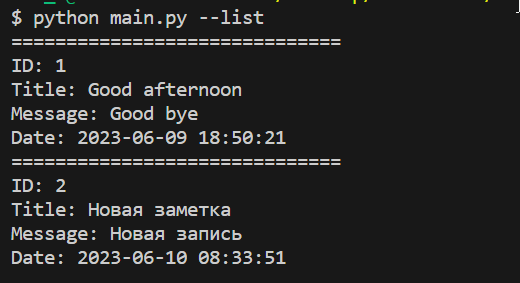 $ python main.py --list
==============================
ID: 1
Title: Good afternoon
Message: Good bye
Date: 2023-06-09 18:50:21
==============================
ID: 2
Title: Новая заметка
Message: Новая запись
Date: 2023-06-10 08:33:51